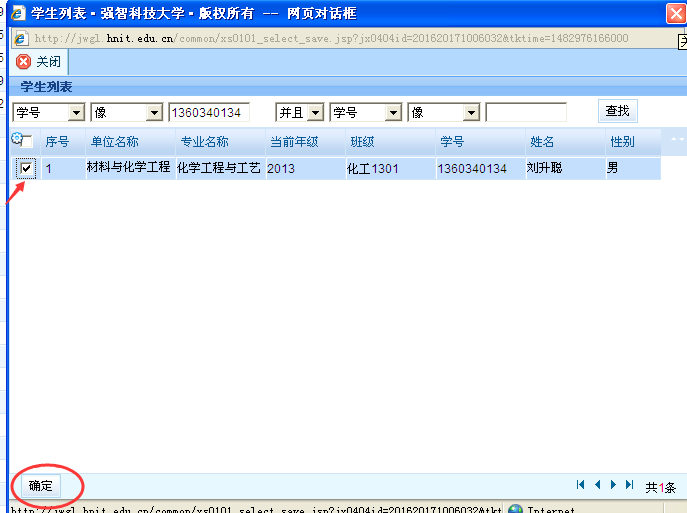 学生列表 - 强智科技大学 - 版权所有 -- 网页对话框
http://jwgl.hnit.edu.cn/common/xs0101_select_save.jsp?jx0404id=201620171006032&tktime=1482976166000
关闭
学生列表
学号 像 1360340134 并且 学号 像 查找
序号 单位名称 专业名称 当前年级 班级 学号 姓名 性别
1 材料与化学工程 化学工程与工艺 2013 化工1301 1360340134 刘升聪 男
确定 共1条
http://jwgl.hnit.edu.cn/common/xs0101_select_save.jsp?jx0404id=201620171006032&tkt Internet